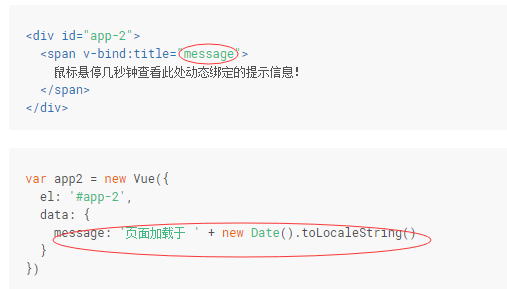 <div id="app-2">
  <span v-bind:title="message">
    鼠标悬停几秒钟查看此处动态绑定的提示信息！
  </span>
</div>
var app2 = new Vue({
  el: '#app-2',
  data: {
    message: '页面加载于 ' + new Date().toLocaleString()
  }
})